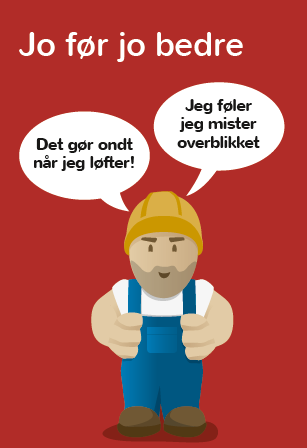 Jo før jo bedre
Det gør ondt
når jeg løfter!
Jeg føler
jeg mister
overblikket